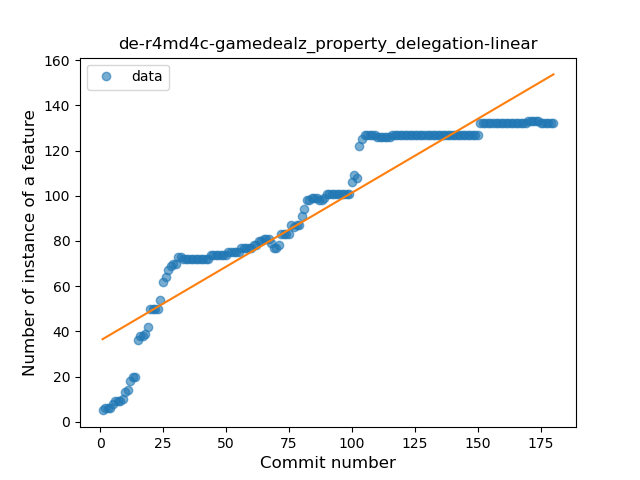 de-r4md4c-gamedealz_property_delegation-linear
data
Number of instance of a feature
160
140
120
100
80
60
40
20
0
0 25 50 75 100 125 150 175
Commit number